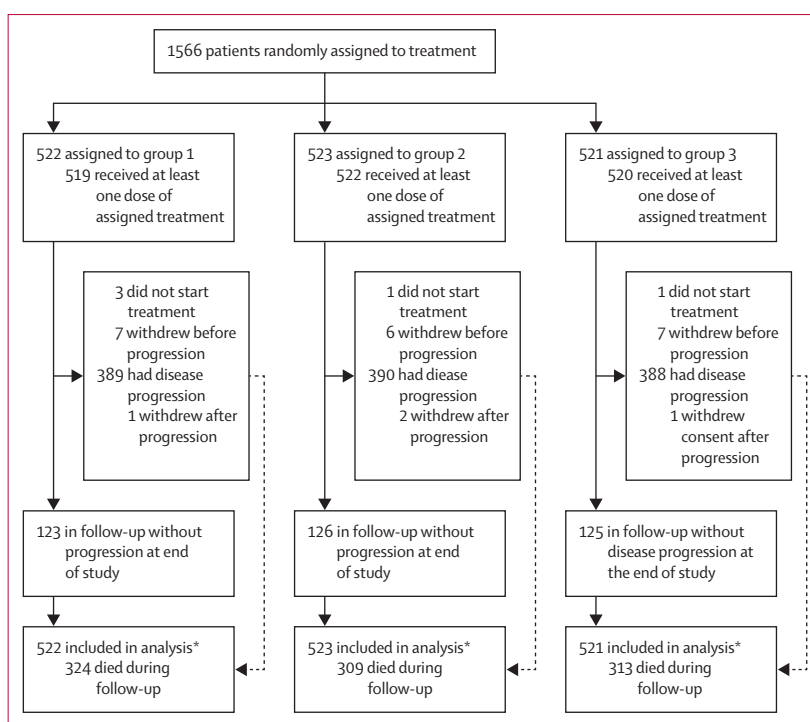 1566 patients randomly assigned to treatment
522 assigned to group 1
519 received at least
one dose of
assigned treatment
523 assigned to group 2
522 received at least
one dose of
assigned treatment
521 assigned to group 3
520 received at least
one dose of
assigned treatment
3 did not start
treatment
7 withdrew before
progression
389 had disease
progression
1 withdrew after
progression
1 did not start
treatment
6 withdrew before
progression
390 had diease
progression
2 withdrew after
progression
1 did not start
treatment
7 withdrew before
progression
388 had disease
progression
1 withdrew
consent after
progression
123 in follow-up without
progression at end
of study
126 in follow-up without
progression at end
of study
125 in follow-up without
disease progression at
the end of study
522 included in analysis*
324 died during
follow-up
523 included in analysis*
309 died during
follow-up
521 included in analysis*
313 died during
follow-up